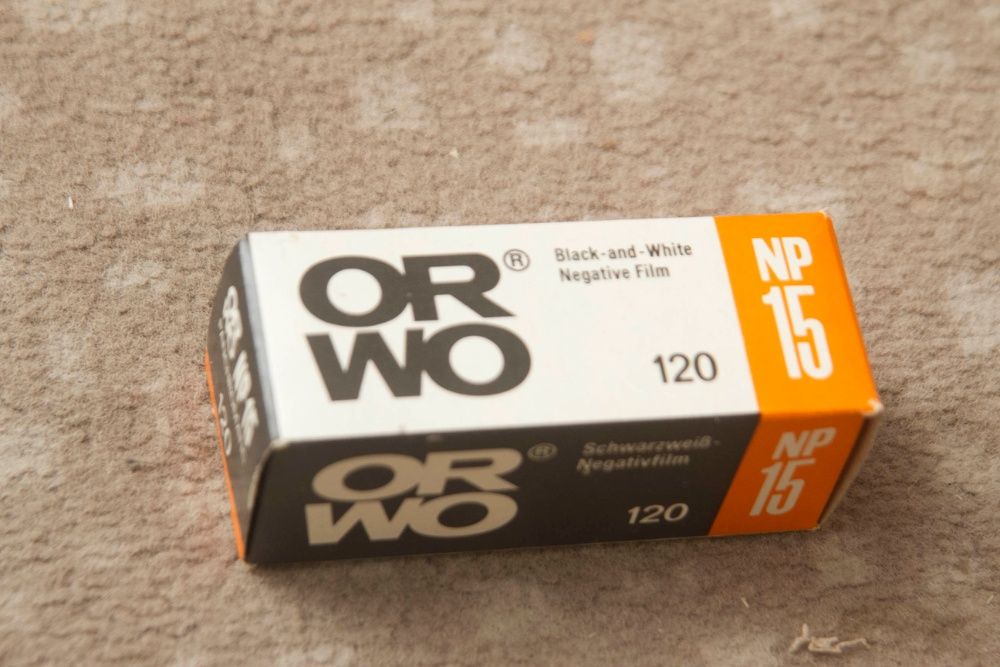 OR ®
WO
Black-and-White
Negative Film
120
NP
15
OR ®
WO
Schwarzweiß-
Negativfilm
120
NP
15